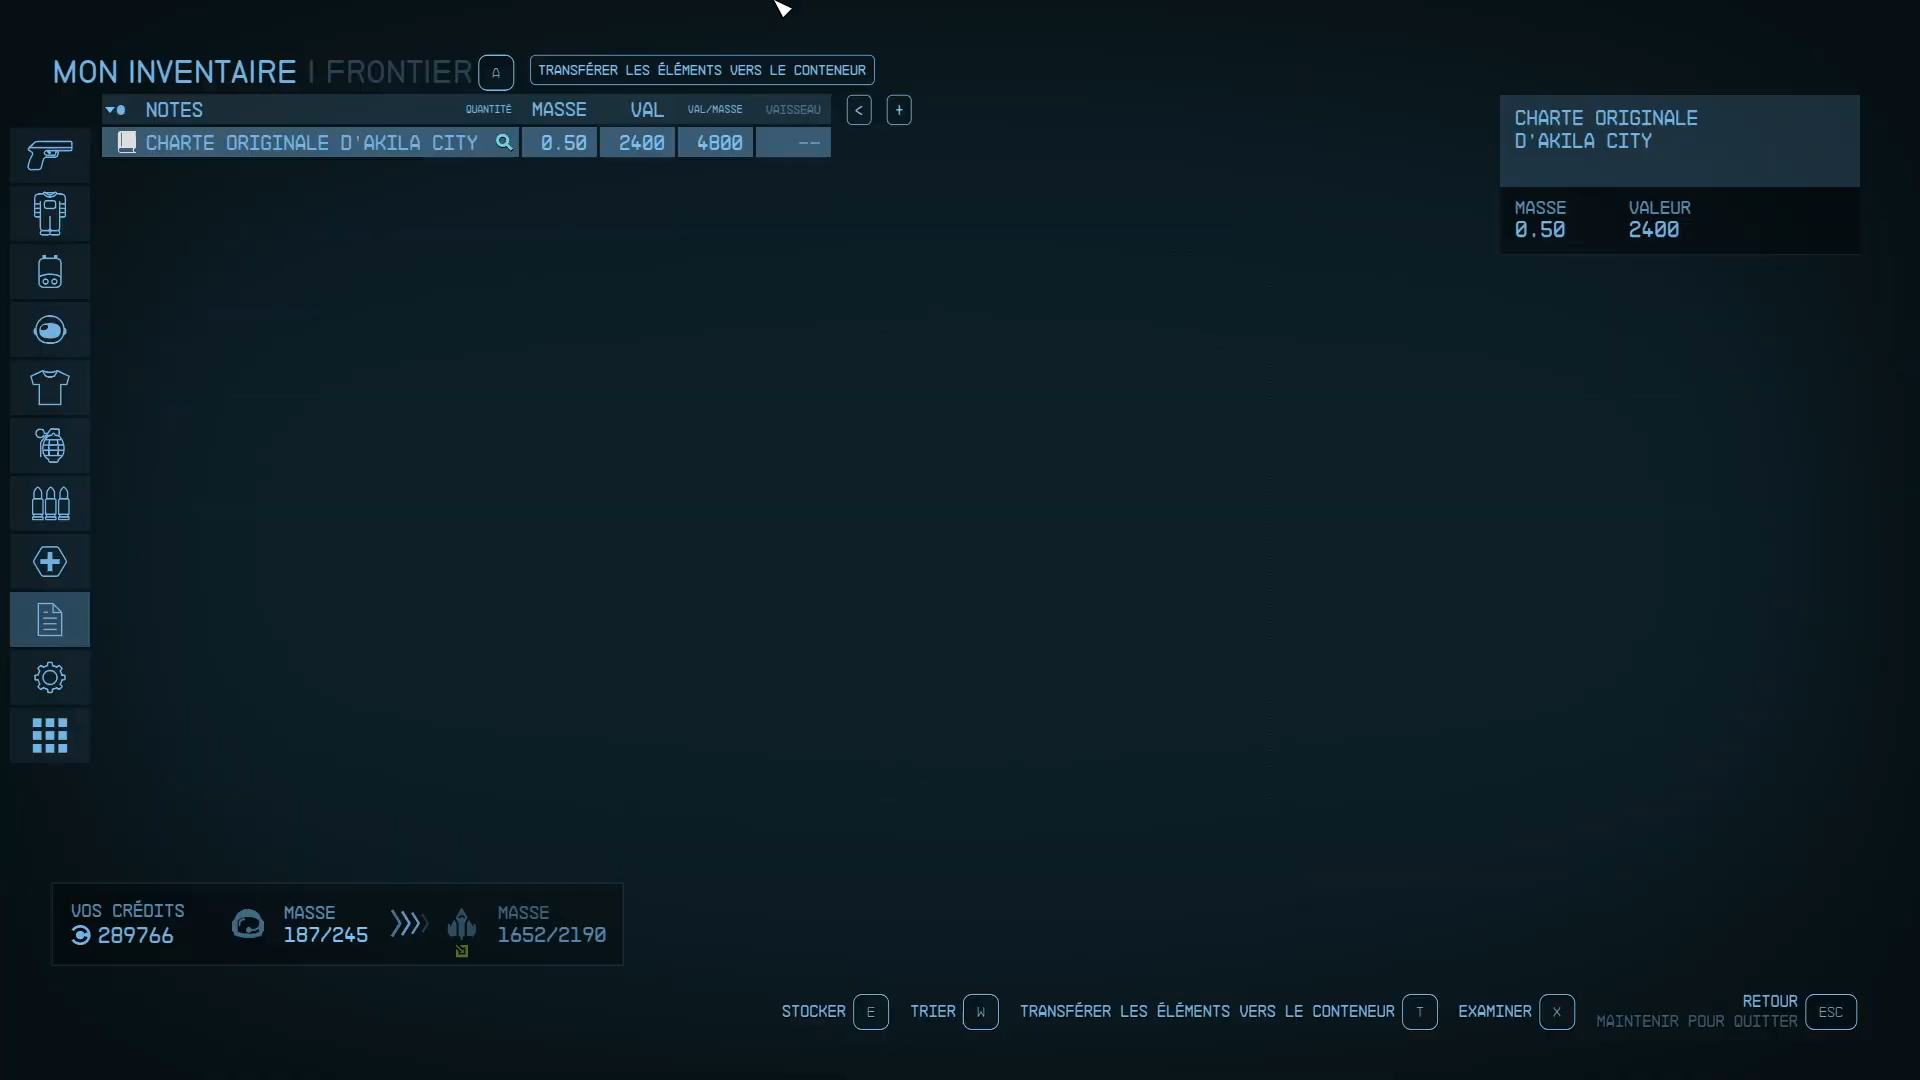 MON INVENTAIRE | FRONTIER A TRANSFÉRER LES ÉLÉMENTS VERS LE CONTENEUR
NOTES QUANTITÉ MASSE VAL VAL/MASSE VAISSEAU < +
CHARTE ORIGINALE D'AKILA CITY 0.50 2400 4800 --
CHARTE ORIGINALE
D'AKILA CITY
MASSE VALEUR
0.50 2400
VOS CRÉDITS MASSE MASSE
289766 187/245 1652/2190
STOCKER E TRIER W TRANSFÉRER LES ÉLÉMENTS VERS LE CONTENEUR T EXAMINER X RETOUR ESC
MAINTENIR POUR QUITTER